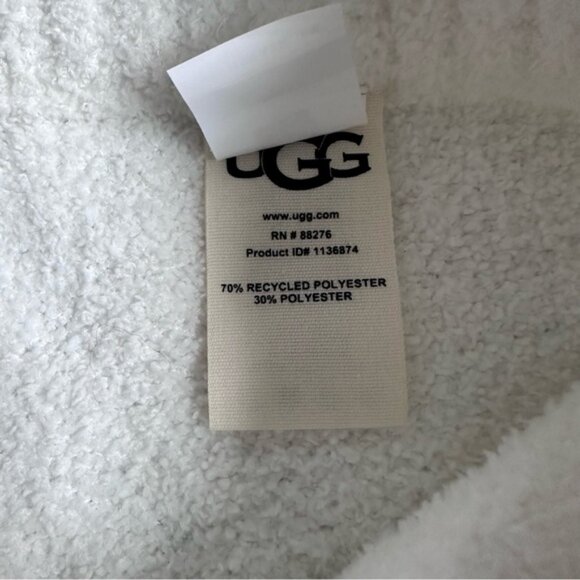 UGG
www.ugg.com
RN # 88276
Product ID# 1136874
70% RECYCLED POLYESTER
30% POLYESTER